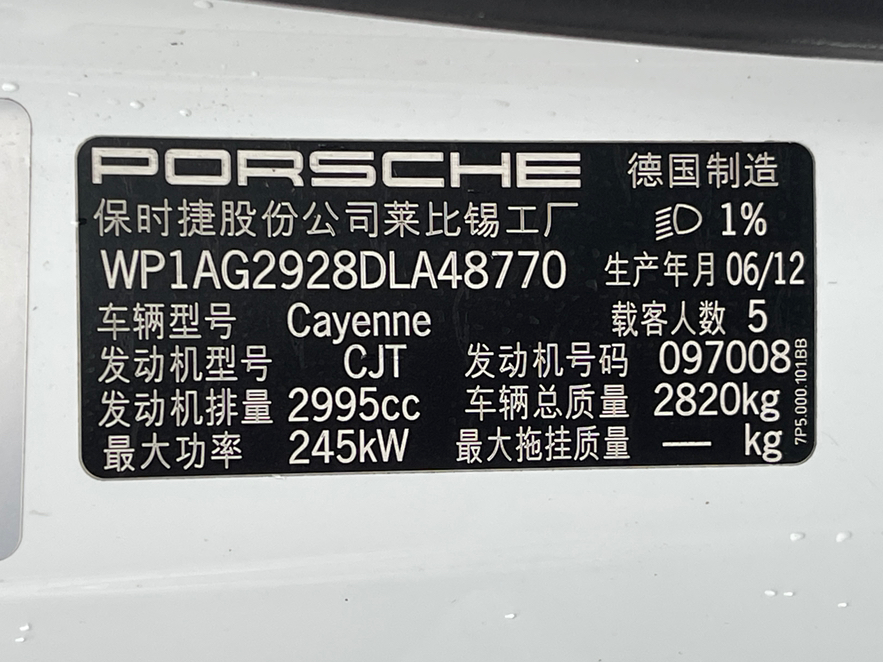 PORSCHE 德国制造
保时捷股份公司莱比锡工厂 1%
WP1AG2928DLA48770 生产年月 06/12
车辆型号 Cayenne 载客人数 5
发动机型号 CJT 发动机号码 097008
发动机排量 2995cc 车辆总质量 2820kg
最大功率 245kW 最大拖挂质量 — kg
7P5.000.101.BB